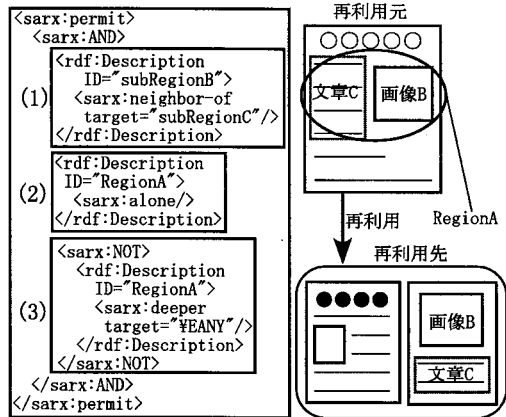 <sarx:permit>
<sarx:AND>
(1)
<rdf:Description
ID="subRegionB">
<sarx:neighbor-of
target="subRegionC"/>
</rdf:Description>
(2)
<rdf:Description
ID="RegionA">
<sarx:alone/>
</rdf:Description>
(3)
<sarx:NOT>
<rdf:Description
ID="RegionA">
<sarx:deeper
target="¥EANY"/>
</rdf:Description>
</sarx:NOT>
</sarx:AND>
</sarx:permit>
再利用元
文章C
画像B
再利用
RegionA
再利用先
画像B
文章C